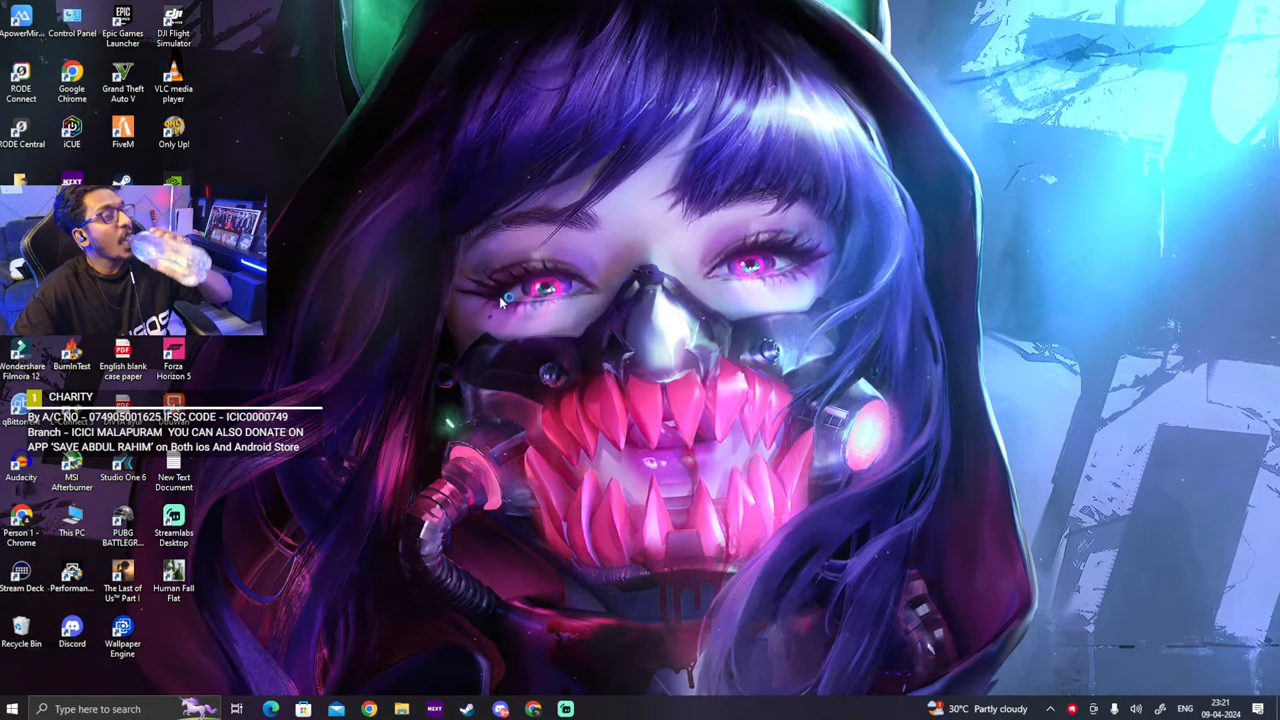 ApowerMir...
Control Panel
Epic Games
Launcher
DJI Flight
Simulator
RODE
Connect
Google
Chrome
Grand Theft
Auto V
VLC media
player
RODE Central
iCUE
FiveM
Only Up!
Wondershare
Filmora 12
BurnInTest
English blank
case paper
Forza
Horizon 5
1 CHARITY
By A/C NO - 074905001625 IFSC CODE - ICIC0000749
Branch - ICICI MALAPURAM YOU CAN ALSO DONATE ON
APP 'SAVE ABDUL RAHIM' on Both ios And Android Store
Audacity
MSI
Afterburner
Studio One 6
New Text
Document
Person 1 -
Chrome
This PC
PUBG
BATTLEGR...
Streamlabs
Desktop
Stream Deck
Performan...
The Last of
Us™ Part I
Human Fall
Flat
Recycle Bin
Discord
Wallpaper
Engine
Type here to search
NZXT
30°C Partly cloudy
ENG
23:21
09-04-2024